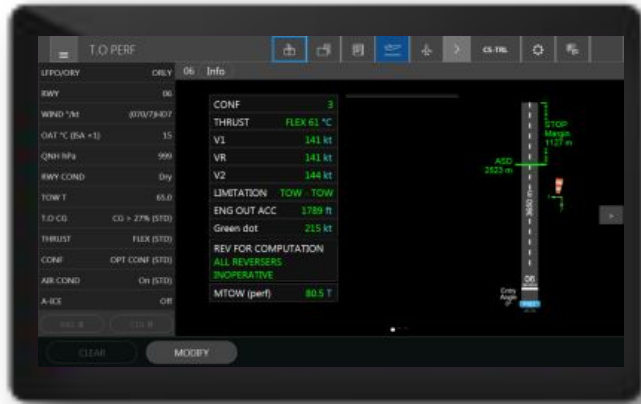 T.O PERF
CS-TRL
LFPO/ORY ORLY
06 Info
RWY 06
WIND °/kt (070/7)HD7
OAT °C (ISA +1) 15
QNH hPa 999
RWY COND Dry
TOW T 65.0
T.O CG CG > 27% (STD)
THRUST FLEX (STD)
CONF OPT CONF (STD)
AIR COND On (STD)
A-ICE Off
CLEAR
MODIFY
CONF 3
THRUST FLEX 61 °C
V1 141 kt
VR 141 kt
V2 144 kt
LIMITATION TOW - TOW
ENG OUT ACC 1789 ft
Green dot 215 kt
REV FOR COMPUTATION
ALL REVERSERS
INOPERATIVE
MTOW (perf) 80.5 T
STOP
Margin
1127 m
ASD
2523 m
3650 m
06
Entry
Angle